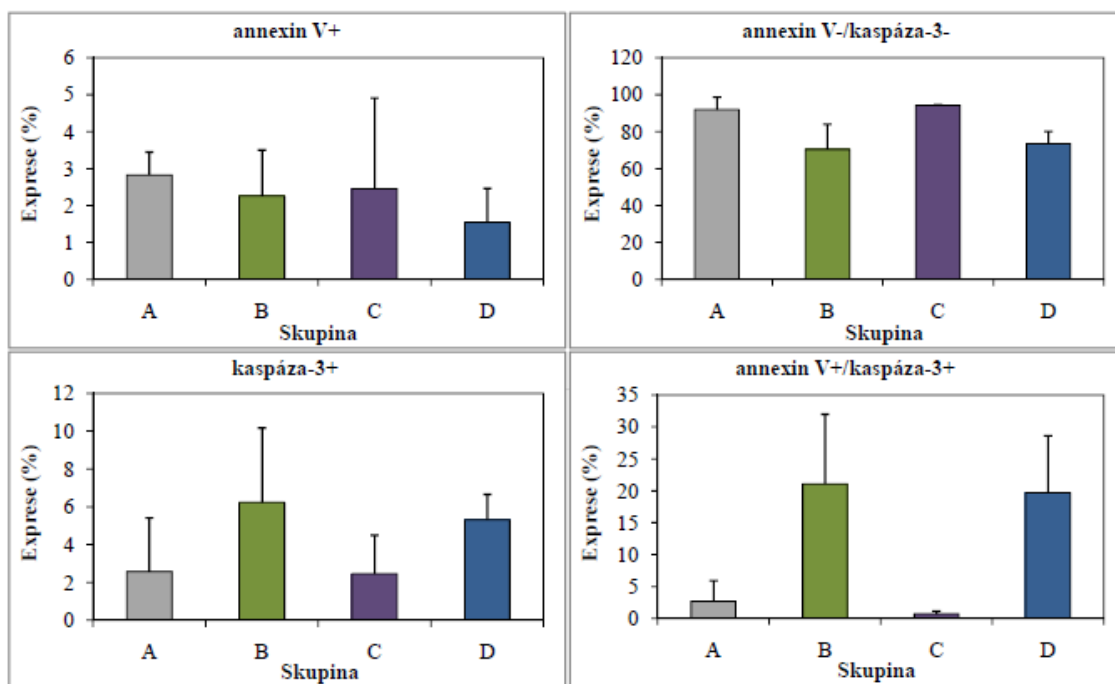 annexin V+
Exprese (%)
6
5
4
3
2
1
0
A B C D
Skupina
annexin V-/kaspáza-3-
Exprese (%)
120
100
80
60
40
20
0
A B C D
Skupina
kaspáza-3+
Exprese (%)
12
10
8
6
4
2
0
A B C D
Skupina
annexin V+/kaspáza-3+
Exprese (%)
35
30
25
20
15
10
5
0
A B C D
Skupina